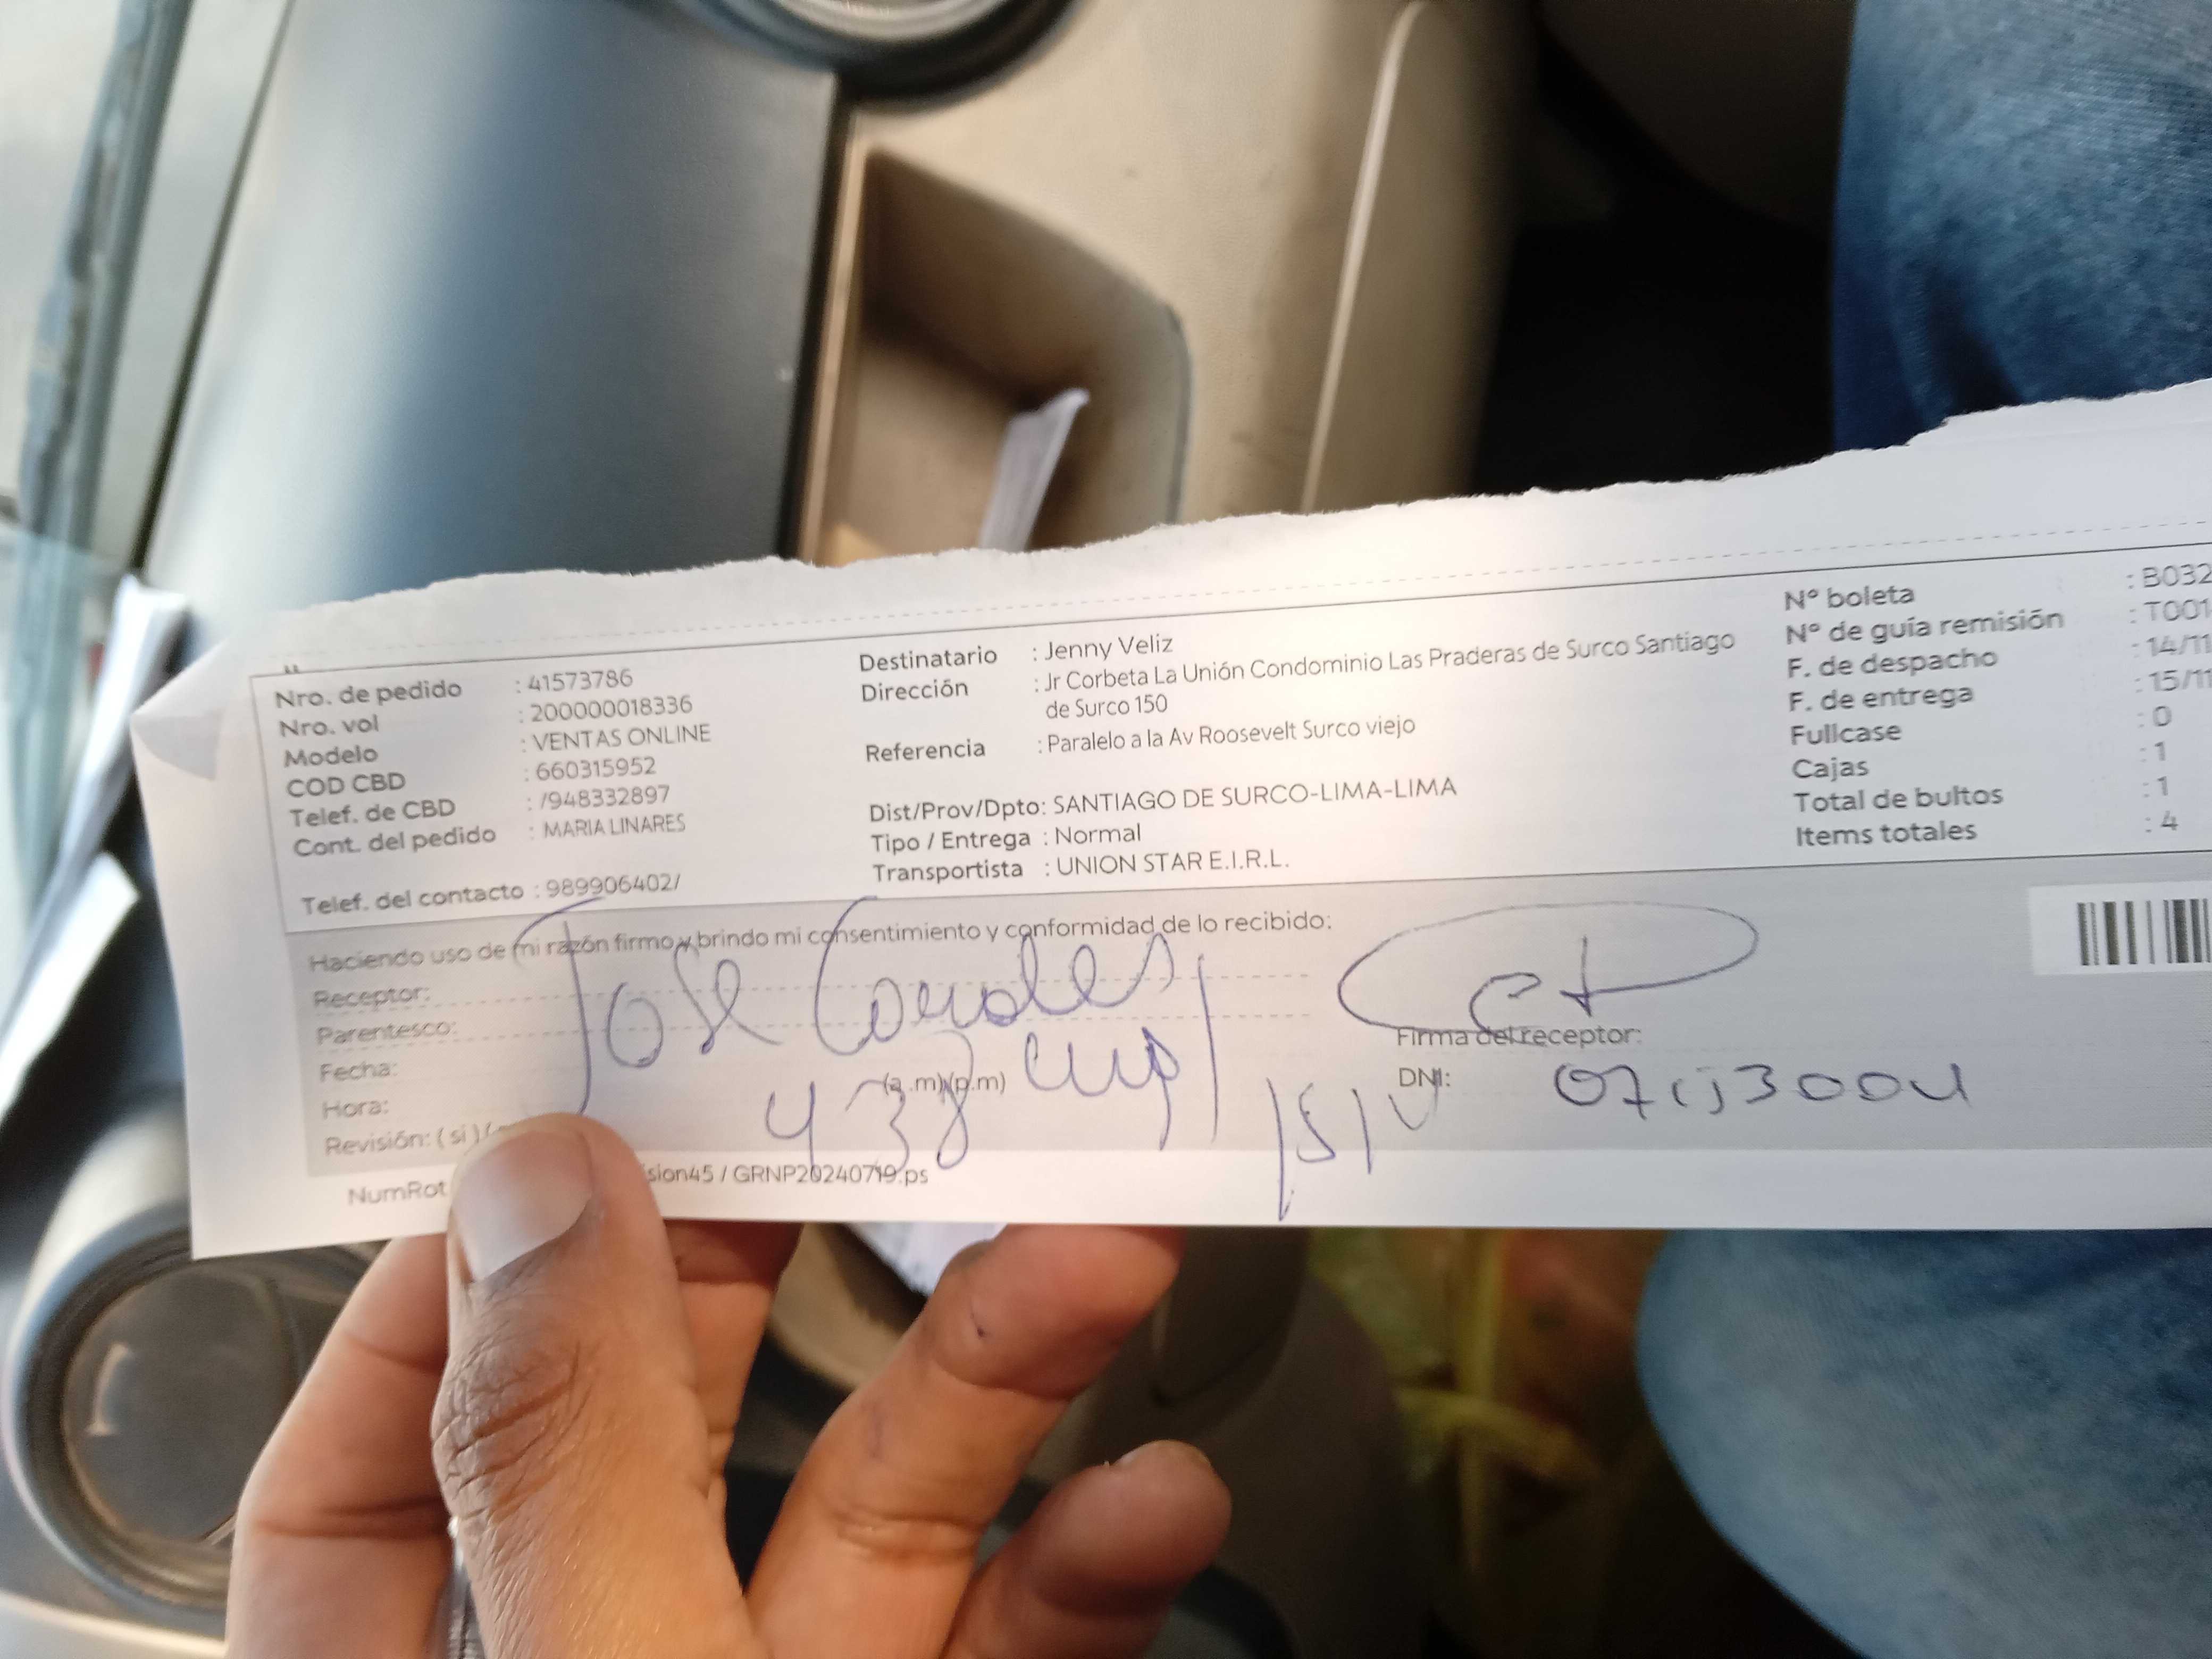 Nro. de pedido : 41573786
Nro. vol : 200000018336
Modelo : VENTAS ONLINE
COD CBD : 660315952
Telef. de CBD : /948332897
Cont. del pedido : MARIA LINARES
Telef. del contacto : 989906402/
Destinatario : Jenny Veliz
Dirección : Jr Corbeta La Unión Condominio Las Praderas de Surco Santiago
de Surco 150
Referencia : Paralelo a la Av Roosevelt Surco viejo
Dist/Prov/Dpto: SANTIAGO DE SURCO-LIMA-LIMA
Tipo / Entrega : Normal
Transportista : UNION STAR E.I.R.L.
N° boleta : B032
N° de guía remisión : T001
F. de despacho : 14/11
F. de entrega : 15/11
Fullcase : 0
Cajas : 1
Total de bultos : 1
Items totales : 4
Haciendo uso de mi razón firmo y brindo mi consentimiento y conformidad de lo recibido:
Receptor: Jose
Parentesco:
Fecha:
Hora: (a.m)(p.m)
4 38
Revisión: ( si ) (
Firma del receptor:
DNI:
NumRot
sion45 / GRNP20240719.ps